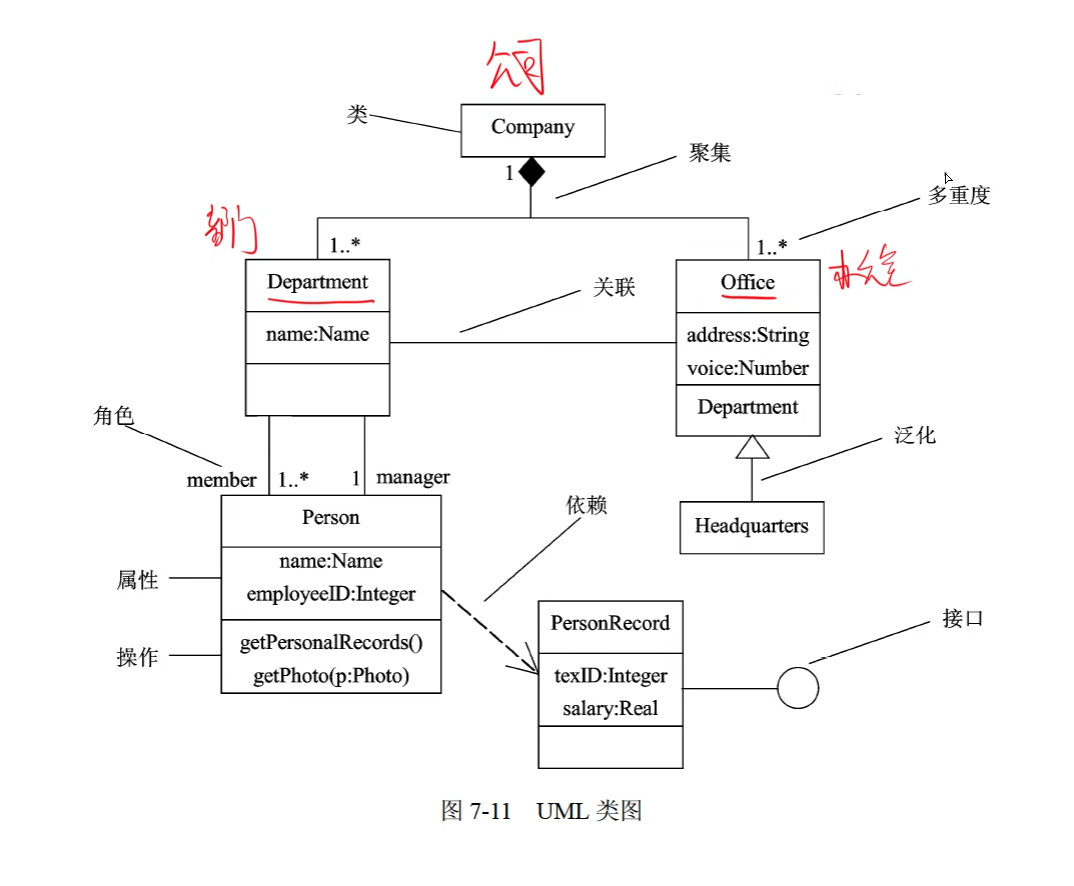 公司
类
Company
1
聚集
多重度
部门
1..*
1..*
Department
Office
办公室
关联
name:Name
address:String
voice:Number
Department
角色
泛化
member
1..*
1
manager
Person
依赖
Headquarters
name:Name
属性
employeeID:Integer
PersonRecord
接口
操作
getPersonalRecords()
getPhoto(p:Photo)
texID:Integer
salary:Real
图 7-11 UML 类图